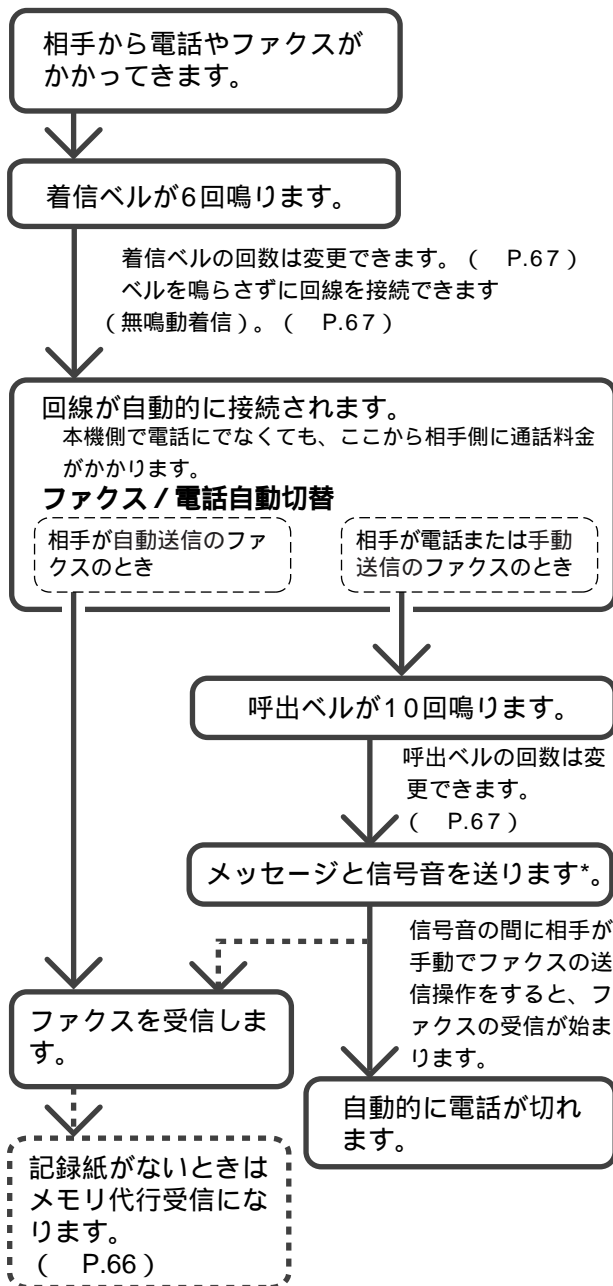 相手から電話やファクスが
かかってきます。
着信ベルが6回鳴ります。
着信ベルの回数は変更できます。(　P.67)
ベルを鳴らさずに回線を接続できます
(無鳴動着信)。(　P.67)
回線が自動的に接続されます。
本機側で電話にでなくても、ここから相手側に通話料金
がかかります。
ファクス/電話自動切替
相手が自動送信のファ
クスのとき
相手が電話または手動
送信のファクスのとき
呼出ベルが10回鳴ります。
呼出ベルの回数は変
更できます。
(　P.67)
メッセージと信号音を送ります*。
信号音の間に相手が
手動でファクスの送
信操作をすると、フ
ァクスの受信が始ま
ります。
ファクスを受信しま
す。
自動的に電話が切れ
ます。
記録紙がないときは
メモリ代行受信にな
ります。
(　P.66)